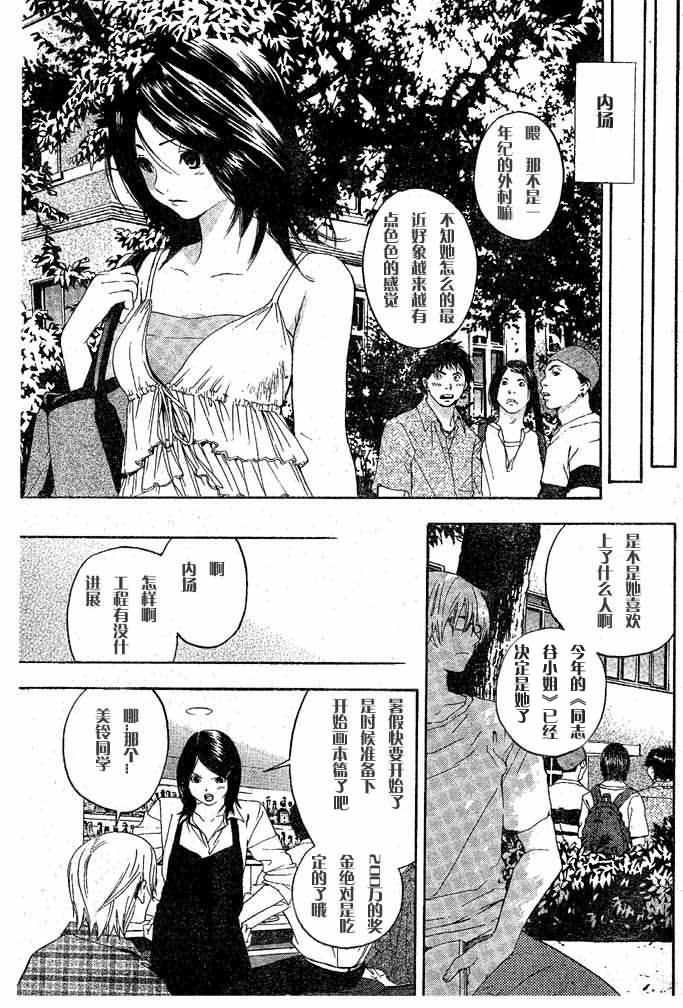 内场
喂 那不是一
年纪的外村嘛
不知她怎么的最
近好象越来越有
点色色的感觉
是不是她喜欢
上了什么人啊
今年的《同志
谷小姐》已经
决定是她了
啊
内场
怎样啊
工程有没什
进展
暑假快要开始了
是时候准备下
开始画本篇了吧
200万的奖
金绝对是吃
定的了哦
哪...那个...
美铃同学